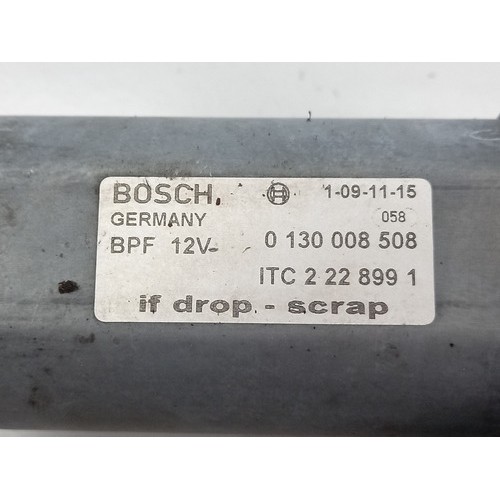 BOSCH 1-09-11-15
GERMANY 058
BPF 12V- 0 130 008 508
ITC 2 22 899 1
if drop - scrap